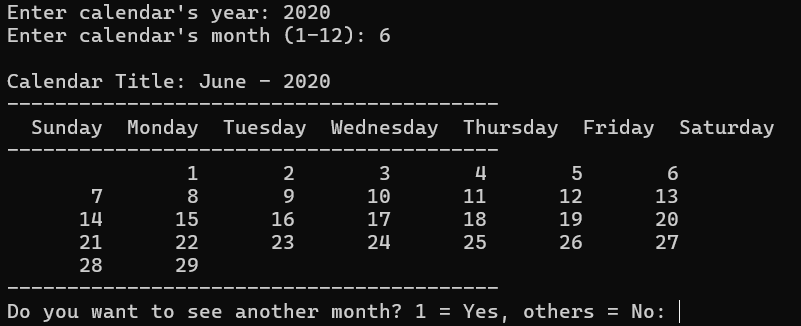 Enter calendar's year: 2020
Enter calendar's month (1-12): 6
Calendar Title: June - 2020
-----------------------------------------
  Sunday  Monday  Tuesday  Wednesday  Thursday  Friday  Saturday
-----------------------------------------
               1       2       3       4       5       6
       7       8       9      10      11      12      13
      14      15      16      17      18      19      20
      21      22      23      24      25      26      27
      28      29
-----------------------------------------
Do you want to see another month? 1 = Yes, others = No: